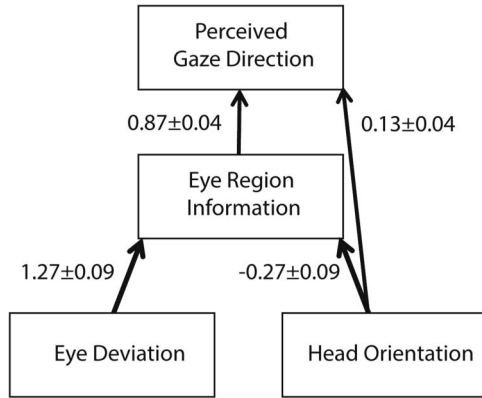 Perceived
Gaze Direction
0.87±0.04
0.13±0.04
Eye Region
Information
1.27±0.09
-0.27±0.09
Eye Deviation
Head Orientation